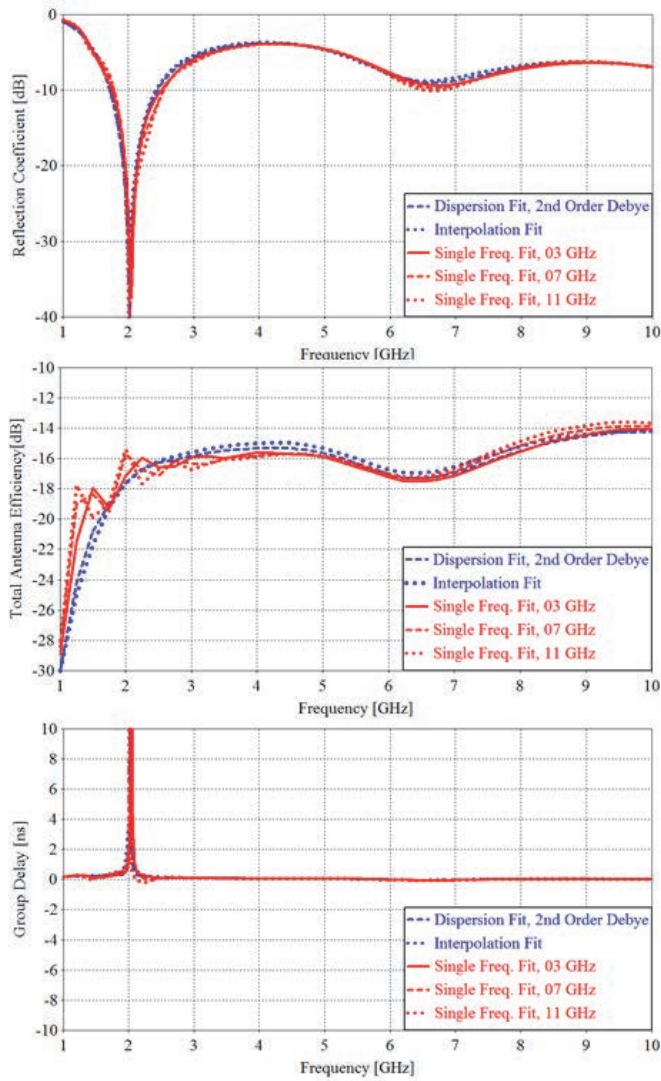 0
-10
-20
-30
-40
Reflection Coefficient [dB]
Dispersion Fit, 2nd Order Debye
Interpolation Fit
Single Freq. Fit, 03 GHz
Single Freq. Fit, 07 GHz
Single Freq. Fit, 11 GHz
1 2 3 4 5 6 7 8 9 10
Frequency [GHz]
-10
-12
-14
-16
-18
-20
-22
-24
-26
-28
-30
Total Antenna Efficiency[dB]
Dispersion Fit, 2nd Order Debye
Interpolation Fit
Single Freq. Fit, 03 GHz
Single Freq. Fit, 07 GHz
Single Freq. Fit, 11 GHz
1 2 3 4 5 6 7 8 9 10
Frequency [GHz]
10
8
6
4
2
0
-2
-4
-6
-8
-10
Group Delay [ns]
Dispersion Fit, 2nd Order Debye
Interpolation Fit
Single Freq. Fit, 03 GHz
Single Freq. Fit, 07 GHz
Single Freq. Fit, 11 GHz
1 2 3 4 5 6 7 8 9 10
Frequency [GHz]